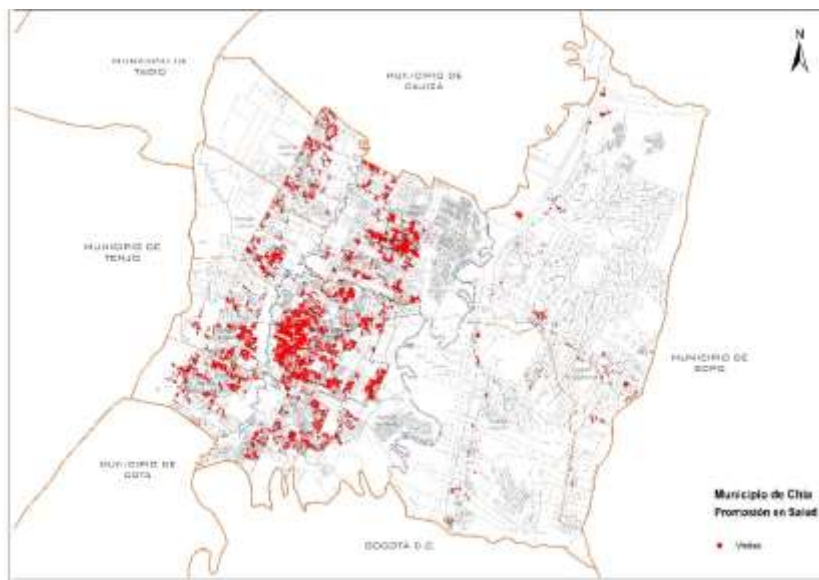 N
MUNICIPIO DE
TABIO
MUNICIPIO DE
CAJICÁ
MUNICIPIO DE
TENJO
MUNICIPIO DE
SOPO
MUNICIPIO DE
COTA
BOGOTÁ D.C.
Municipio de Chía
Promosión en Salud
Visitas